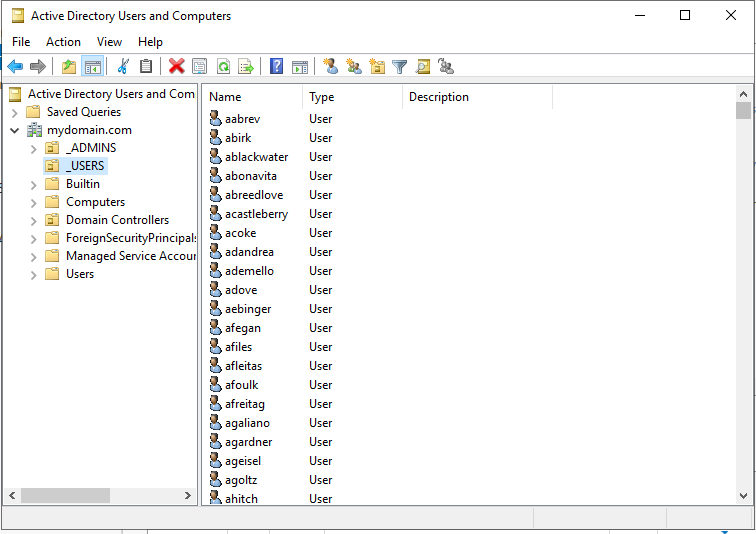 Active Directory Users and Computers
File Action View Help
Active Directory Users and Com
Saved Queries
mydomain.com
_ADMINS
_USERS
Builtin
Computers
Domain Controllers
ForeignSecurityPrincipals
Managed Service Accour
Users
Name Type Description
aabrev User
abirk User
ablackwater User
abonavita User
abreedlove User
acastleberry User
acoke User
adandrea User
ademello User
adove User
aebinger User
afegan User
afiles User
afleitas User
afoulk User
afreitag User
agaliano User
agardner User
ageisel User
agoltz User
ahitch User